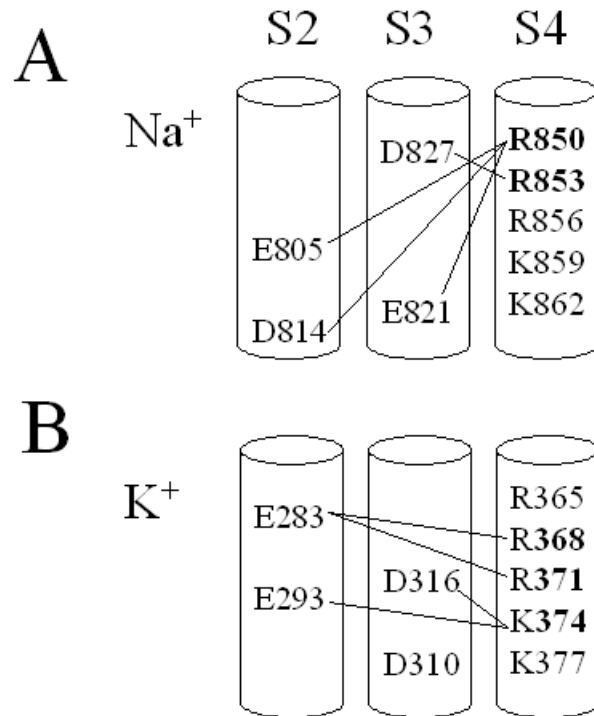 S2 S3 S4
A
Na⁺
D827 R850
R853
R856
E805 K859
E821 K862
D814
B
K⁺
R365
E283 R368
D316 R371
E293 K374
D310 K377